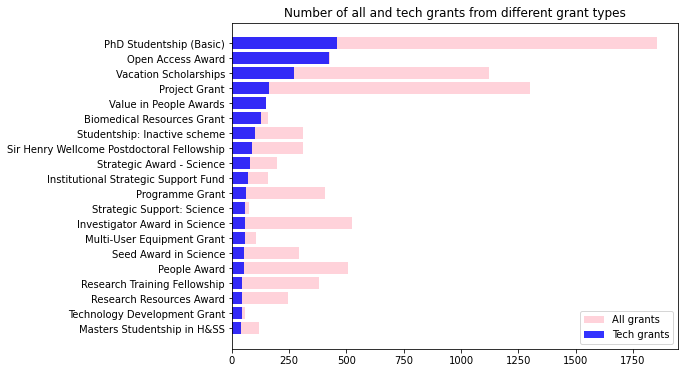 Number of all and tech grants from different grant types
PhD Studentship (Basic)
Open Access Award
Vacation Scholarships
Project Grant
Value in People Awards
Biomedical Resources Grant
Studentship: Inactive scheme
Sir Henry Wellcome Postdoctoral Fellowship
Strategic Award - Science
Institutional Strategic Support Fund
Programme Grant
Strategic Support: Science
Investigator Award in Science
Multi-User Equipment Grant
Seed Award in Science
People Award
Research Training Fellowship
Research Resources Award
Technology Development Grant
Masters Studentship in H&SS
All grants
Tech grants
0 250 500 750 1000 1250 1500 1750